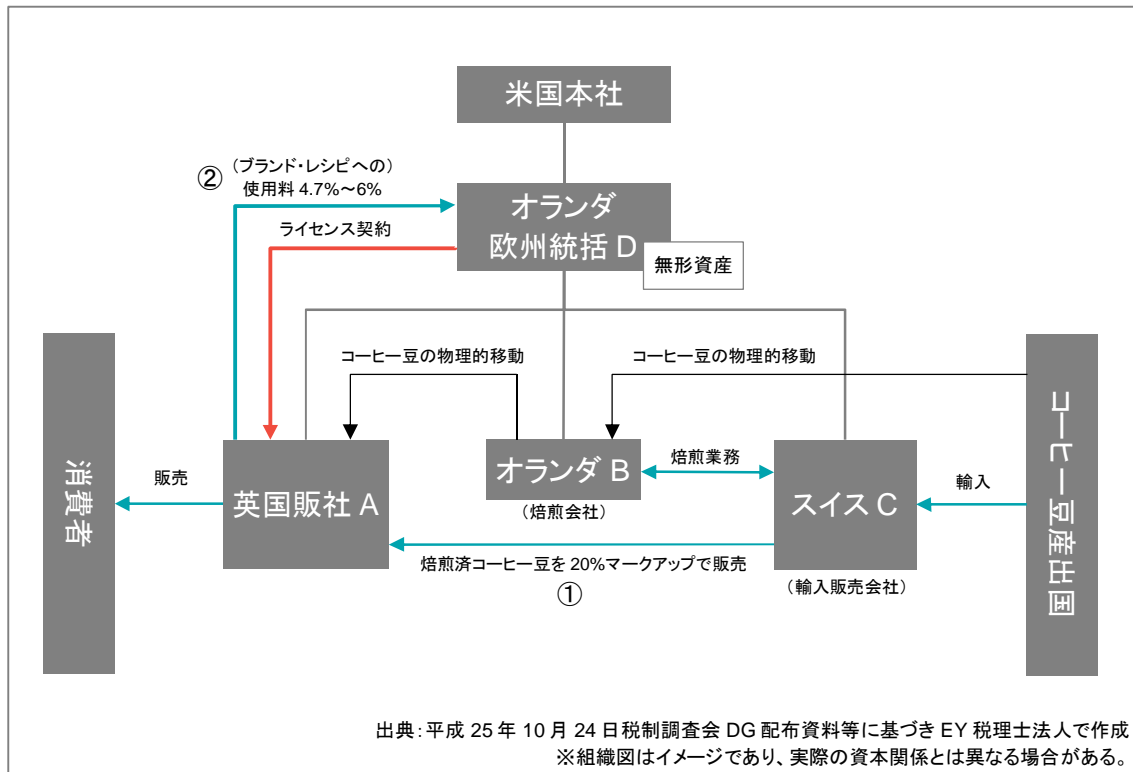 米国本社
② (ブランド・レシピへの)
使用料 4.7%～6%
ライセンス契約
オランダ
欧州統括 D
無形資産
コーヒー豆の物理的移動
コーヒー豆の物理的移動
消費者
販売
英国販社 A
オランダ B
(焙煎会社)
焙煎業務
スイス C
(輸入販売会社)
輸入
コーヒー豆産出国
焙煎済コーヒー豆を 20%マークアップで販売
①
出典：平成 25 年 10 月 24 日税制調査会 DG 配布資料等に基づき EY 税理士法人で作成
※組織図はイメージであり、実際の資本関係とは異なる場合がある。